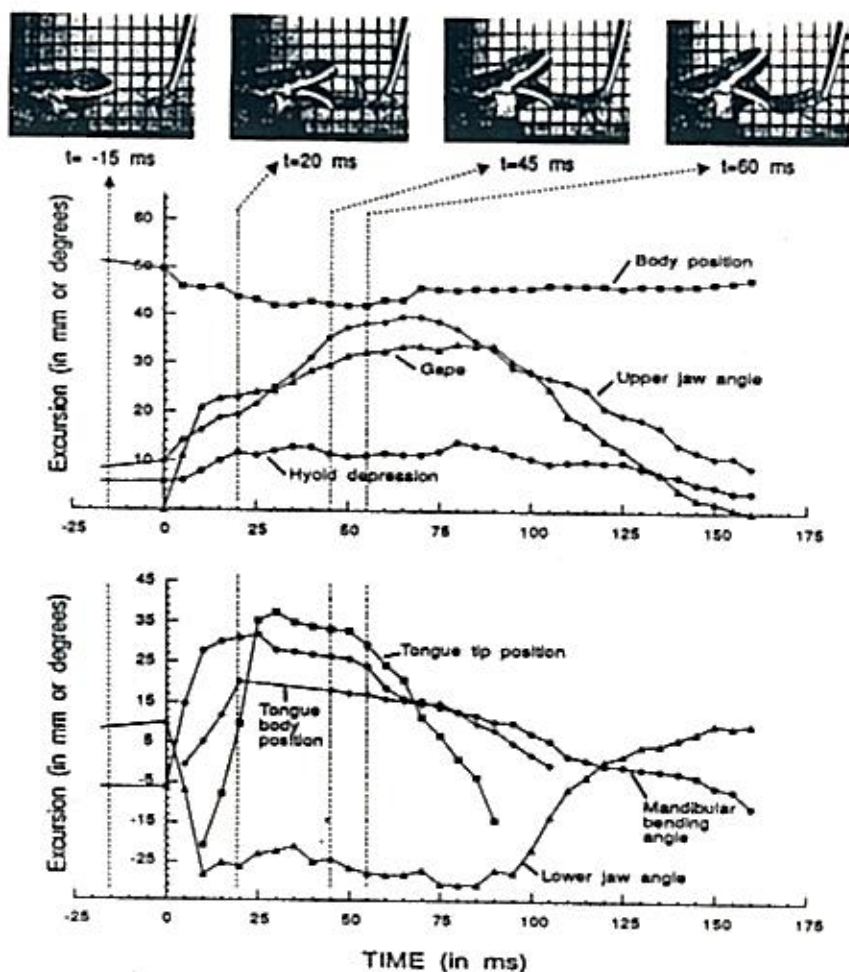 t= -15 ms t=20 ms t=45 ms t=60 ms
Excursion (in mm or degrees)
60
50
40
30
20
10
Body position
Gape
Upper jaw angle
Hyoid depression
-25 0 25 50 75 100 125 150 175
Excursion (in mm or degrees)
45
35
25
15
5
-5
-15
-25
Tongue tip position
Tongue
body
position
Mandibular
bending
angle
Lower jaw angle
-25 0 25 50 75 100 125 150 175
TIME (in ms)